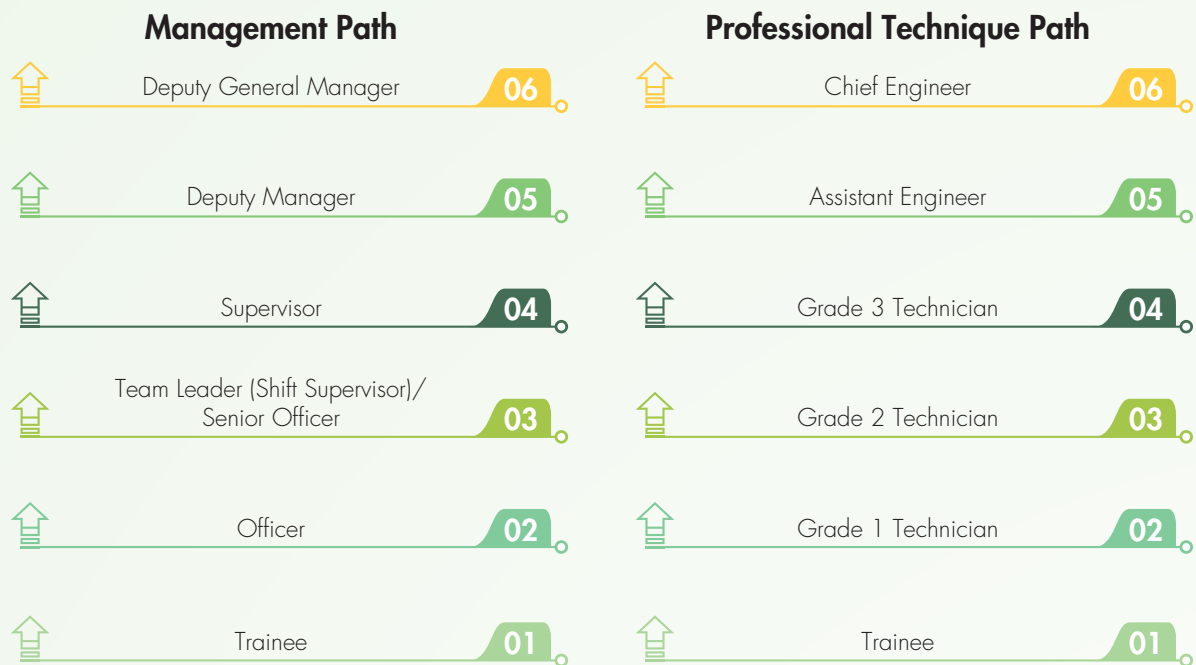 Management Path
Deputy General Manager 06
Deputy Manager 05
Supervisor 04
Team Leader (Shift Supervisor)/
Senior Officer 03
Officer 02
Trainee 01
Professional Technique Path
Chief Engineer 06
Assistant Engineer 05
Grade 3 Technician 04
Grade 2 Technician 03
Grade 1 Technician 02
Trainee 01